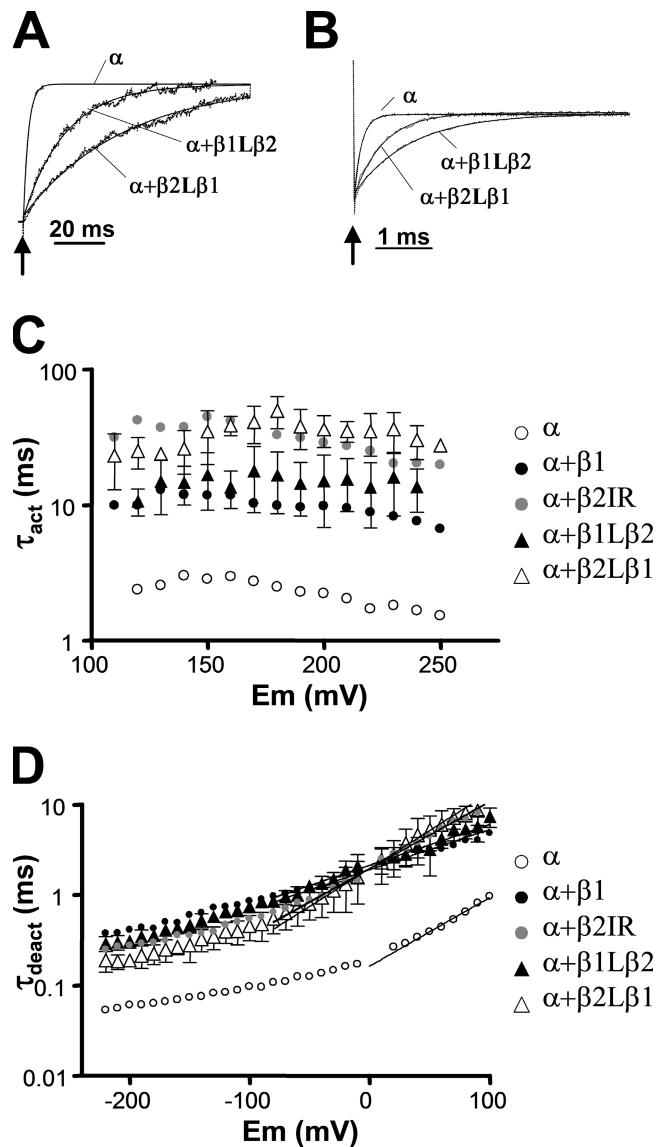 A
α
α+β1Lβ2
α+β2Lβ1
20 ms
B
α
α+β1Lβ2
α+β2Lβ1
1 ms
C
100
10
1
τact (ms)
100
150
200
250
Em (mV)
α
α+β1
α+β2IR
α+β1Lβ2
α+β2Lβ1
D
10
1
0.1
0.01
τdeact (ms)
-200
-100
0
100
Em (mV)
α
α+β1
α+β2IR
α+β1Lβ2
α+β2Lβ1